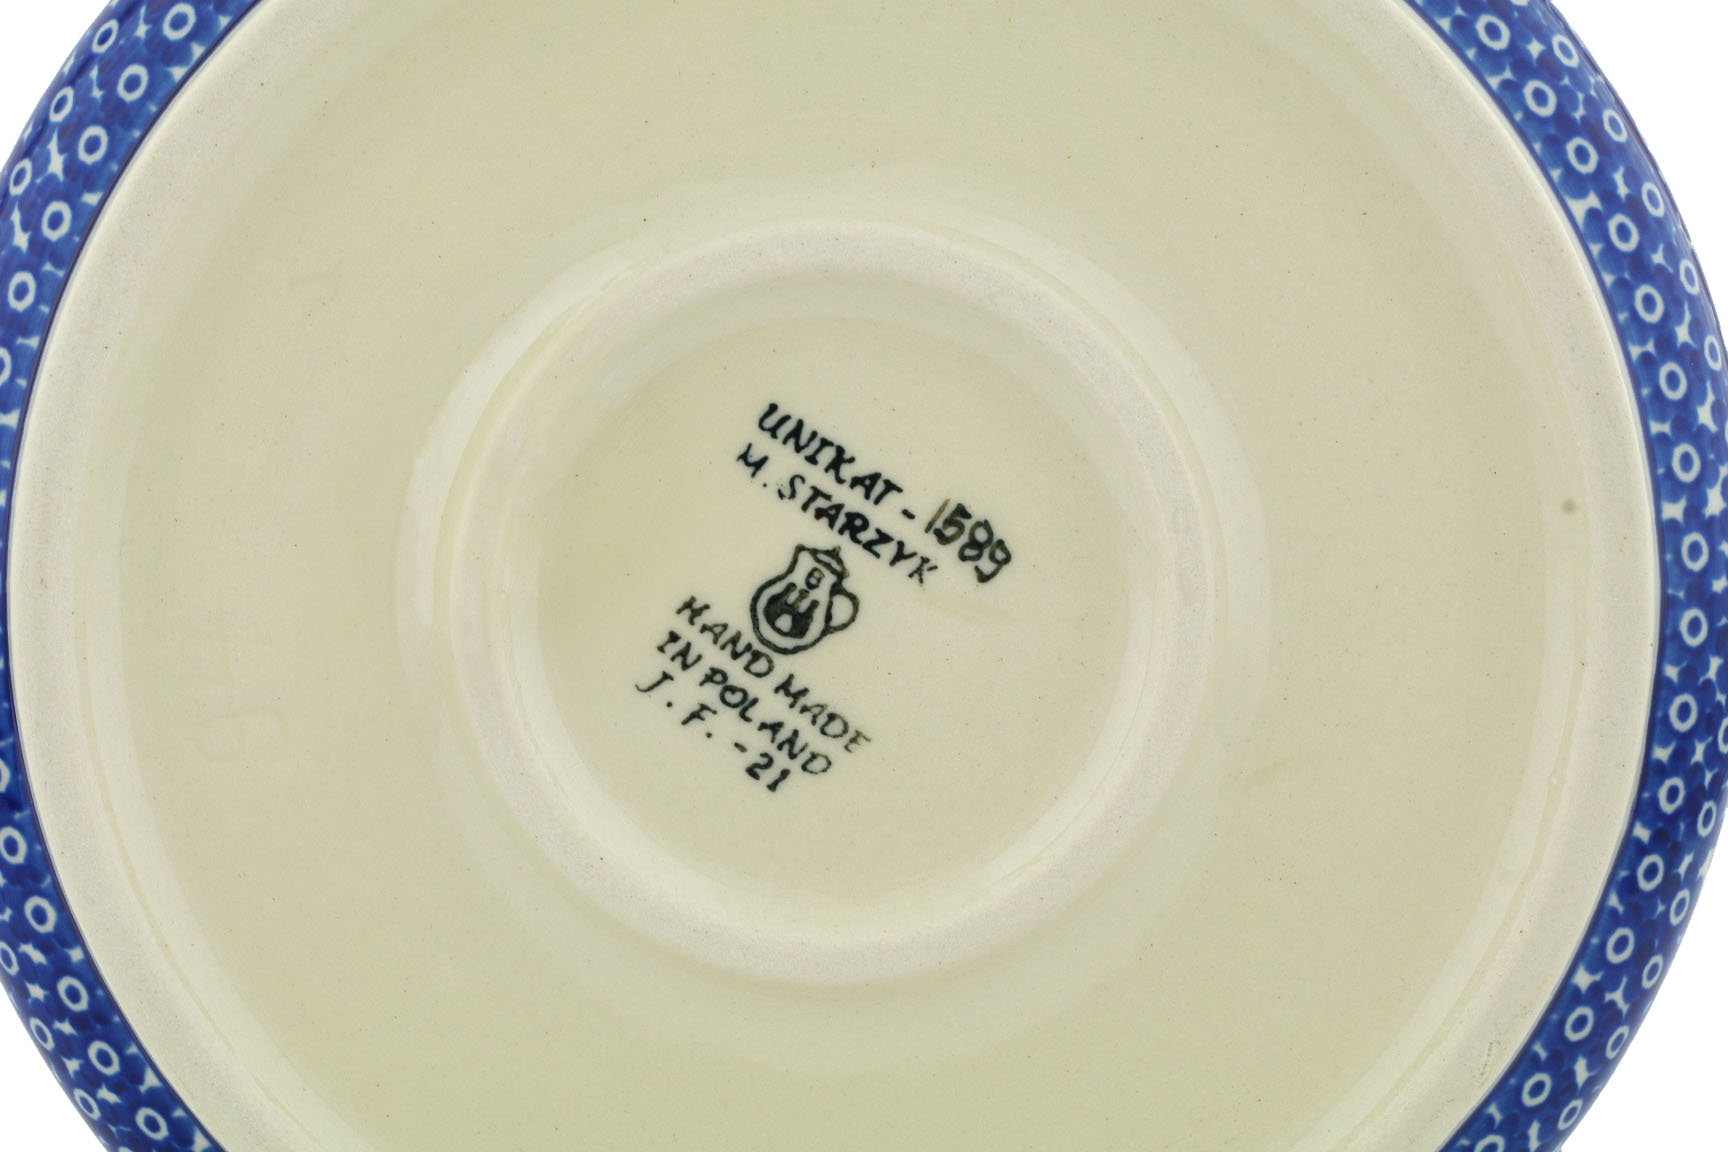 UNIKAT - 1589
M. STARZYK
B
HAND MADE
IN POLAND
J. F. - 21